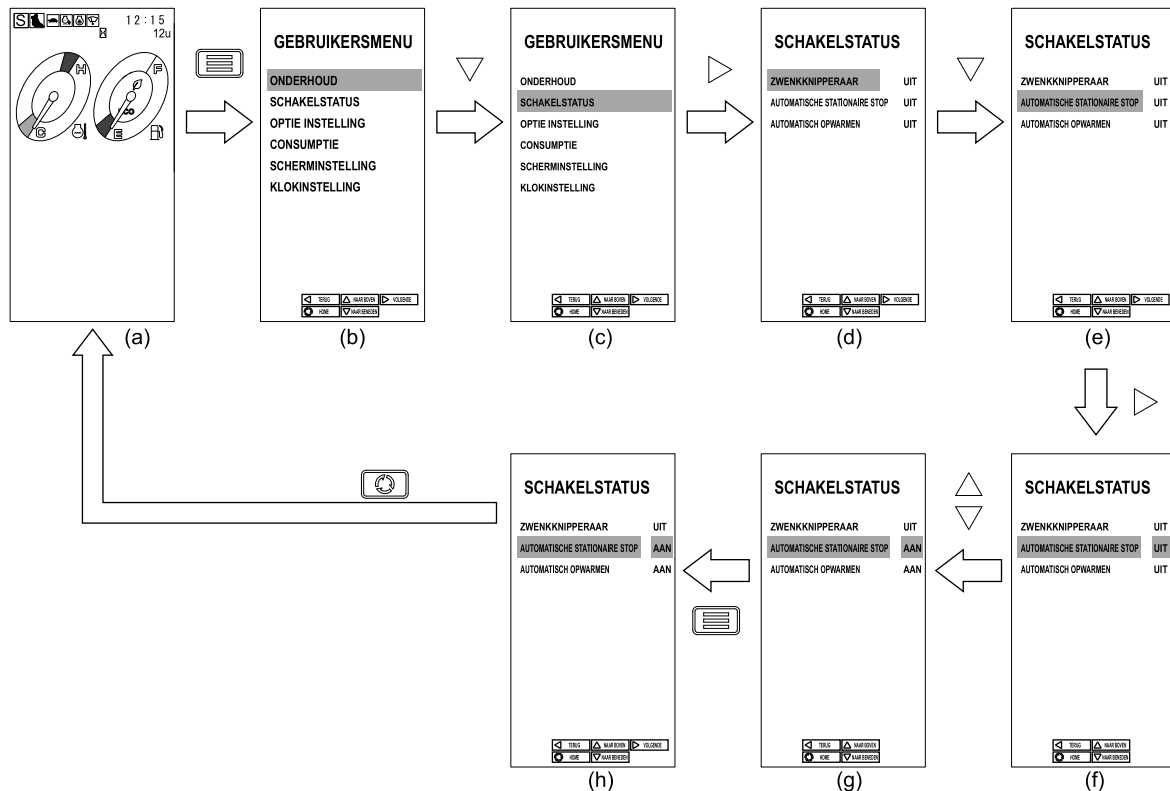 S 12:15
12u
H F
ECO
C E
(a)
GEBRUIKERSMENU
ONDERHOUD
SCHAKELSTATUS
OPTIE INSTELLING
CONSUMPTIE
SCHERMINSTELLING
KLOKINSTELLING
TERUG NAAR BOVEN VOLGENDE
HOME NAAR BENEDEN
(b)
GEBRUIKERSMENU
ONDERHOUD
SCHAKELSTATUS
OPTIE INSTELLING
CONSUMPTIE
SCHERMINSTELLING
KLOKINSTELLING
TERUG NAAR BOVEN VOLGENDE
HOME NAAR BENEDEN
(c)
SCHAKELSTATUS
ZWENKKNIPPERAAR UIT
AUTOMATISCHE STATIONAIRE STOP UIT
AUTOMATISCH OPWARMEN UIT
TERUG NAAR BOVEN VOLGENDE
HOME NAAR BENEDEN
(d)
SCHAKELSTATUS
ZWENKKNIPPERAAR UIT
AUTOMATISCHE STATIONAIRE STOP UIT
AUTOMATISCH OPWARMEN UIT
TERUG NAAR BOVEN VOLGENDE
HOME NAAR BENEDEN
(e)
SCHAKELSTATUS
ZWENKKNIPPERAAR UIT
AUTOMATISCHE STATIONAIRE STOP AAN
AUTOMATISCH OPWARMEN AAN
TERUG NAAR BOVEN VOLGENDE
HOME NAAR BENEDEN
(h)
SCHAKELSTATUS
ZWENKKNIPPERAAR UIT
AUTOMATISCHE STATIONAIRE STOP AAN
AUTOMATISCH OPWARMEN AAN
TERUG NAAR BOVEN
HOME NAAR BENEDEN
(g)
SCHAKELSTATUS
ZWENKKNIPPERAAR UIT
AUTOMATISCHE STATIONAIRE STOP UIT
AUTOMATISCH OPWARMEN UIT
TERUG NAAR BOVEN
HOME NAAR BENEDEN
(f)